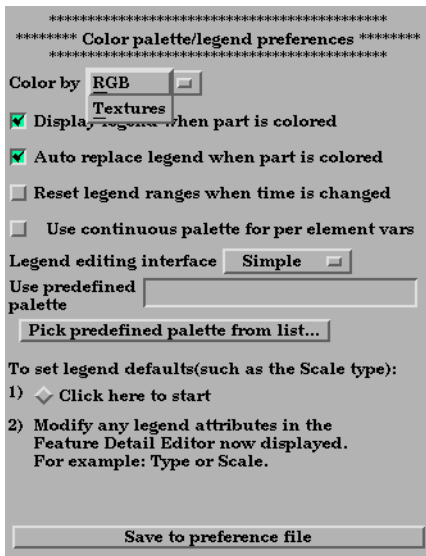 ******************************************
******** Color palette/legend preferences ********
******************************************
Color by RGB
Textures
Display legend when part is colored
Auto replace legend when part is colored
Reset legend ranges when time is changed
Use continuous palette for per element vars
Legend editing interface Simple
Use predefined
palette
Pick predefined palette from list...
To set legend defaults(such as the Scale type):
1) Click here to start
2) Modify any legend attributes in the
Feature Detail Editor now displayed.
For example: Type or Scale.
Save to preference file